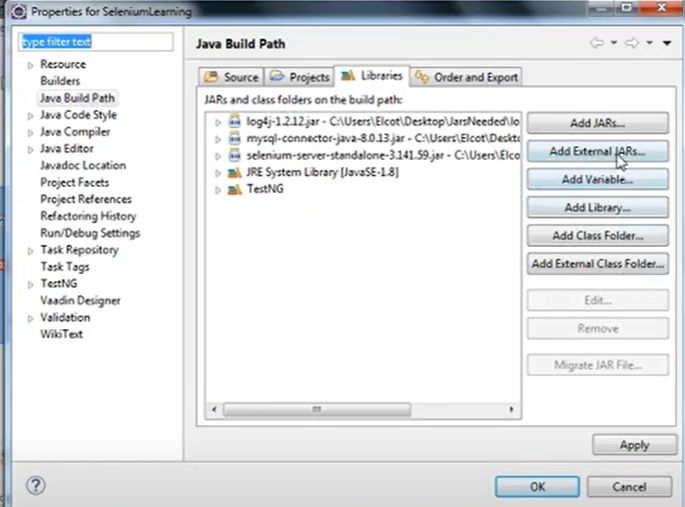 Properties for SeleniumLearning
type filter text
Resource
Builders
Java Build Path
Java Code Style
Java Compiler
Java Editor
Javadoc Location
Project Facets
Project References
Refactoring History
Run/Debug Settings
Task Repository
Task Tags
TestNG
Vaadin Designer
Validation
WikiText
Java Build Path
Source Projects Libraries Order and Export
JARs and class folders on the build path:
log4j-1.2.12.jar - C:\Users\Elcot\Desktop\JarsNeeded\lo
mysql-connector-java-8.0.13.jar - C:\Users\Elcot\Deskt
selenium-server-standalone-3.141.59.jar - C:\Users\Elco
JRE System Library [JavaSE-1.8]
TestNG
Add JARs...
Add External JARs...
Add Variable...
Add Library...
Add Class Folder...
Add External Class Folder...
Edit...
Remove
Migrate JAR File...
Apply
OK Cancel